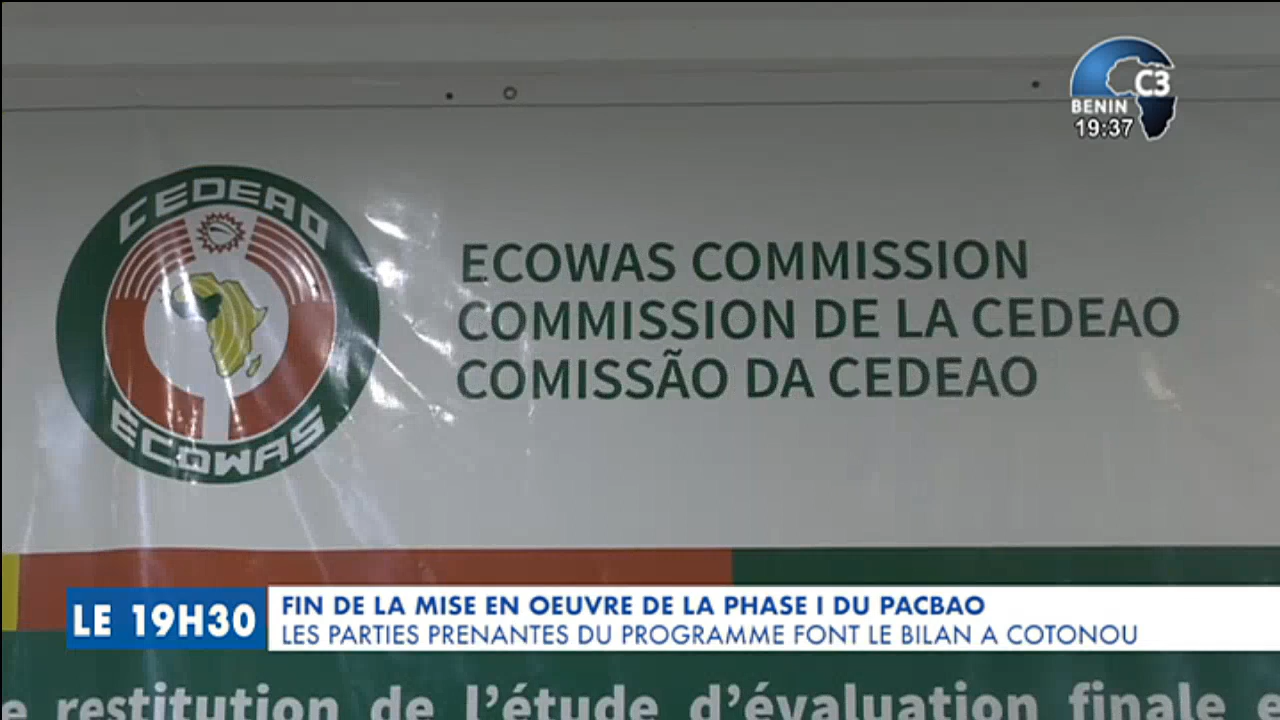 C3
BENIN
19:37
CEDEAO
ECOWAS
ECOWAS COMMISSION
COMMISSION DE LA CEDEAO
COMISSÃO DA CEDEAO
LE 19H30
FIN DE LA MISE EN OEUVRE DE LA PHASE I DU PACBAO
LES PARTIES PRENANTES DU PROGRAMME FONT LE BILAN A COTONOU
restitution de l'étude d'évaluation finale